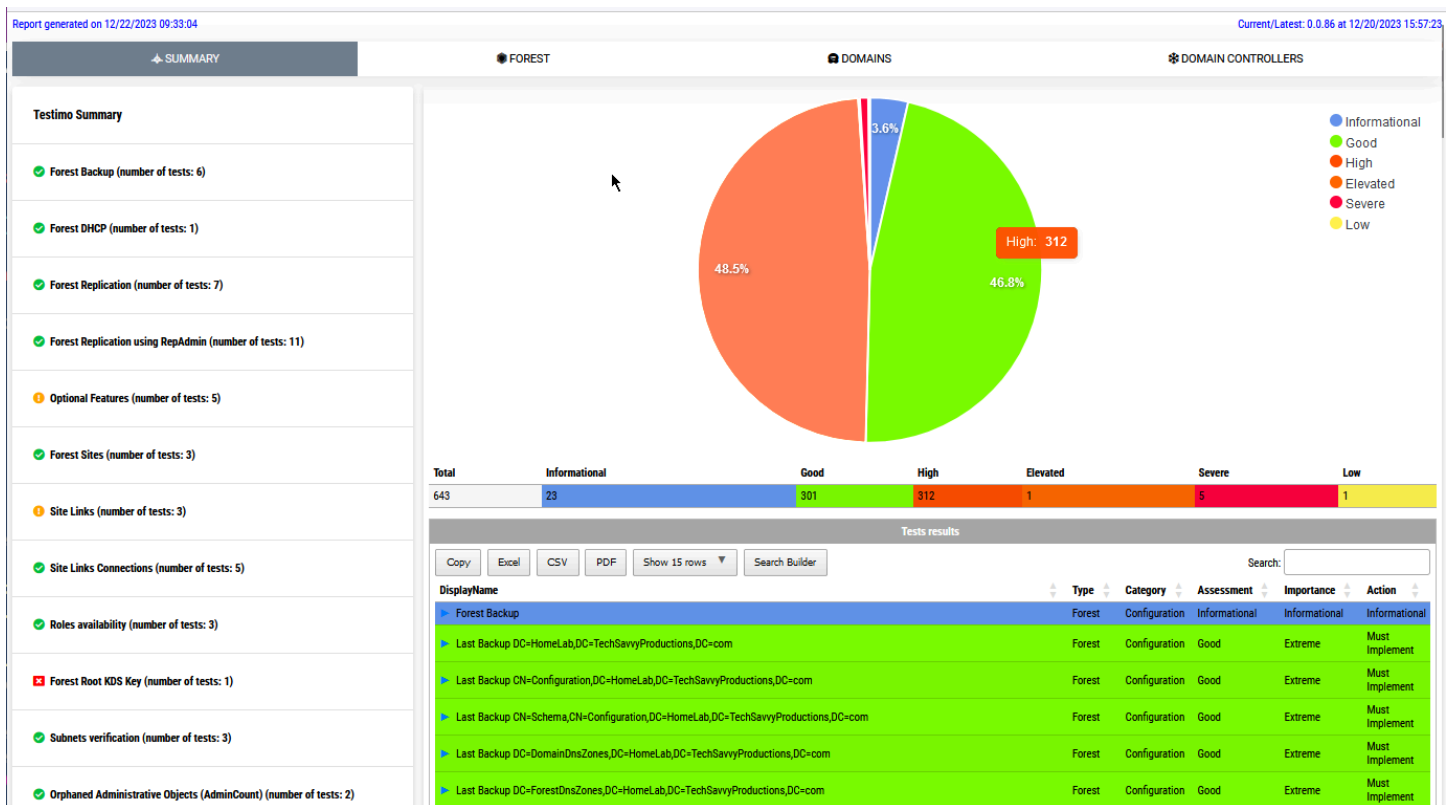 Report generated on 12/22/2023 09:33:04
Current/Latest: 0.0.86 at 12/20/2023 15:57:23
SUMMARY
FOREST
DOMAINS
DOMAIN CONTROLLERS
Testimo Summary
Forest Backup (number of tests: 6)
Forest DHCP (number of tests: 1)
Forest Replication (number of tests: 7)
Forest Replication using RepAdmin (number of tests: 11)
Optional Features (number of tests: 5)
Forest Sites (number of tests: 3)
Site Links (number of tests: 3)
Site Links Connections (number of tests: 5)
Roles availability (number of tests: 3)
Forest Root KDS Key (number of tests: 1)
Subnets verification (number of tests: 3)
Orphaned Administrative Objects (AdminCount) (number of tests: 2)
3.6%
High: 312
48.5%
46.8%
Informational
Good
High
Elevated
Severe
Low
Total Informational Good High Elevated Severe Low
643 23 301 312 1 5 1
Tests results
Copy Excel CSV PDF Show 15 rows Search Builder Search:
DisplayName Type Category Assessment Importance Action
Forest Backup Forest Configuration Informational Informational Informational
Last Backup DC=HomeLab,DC=TechSavvyProductions,DC=com Forest Configuration Good Extreme Must
Implement
Last Backup CN=Configuration,DC=HomeLab,DC=TechSavvyProductions,DC=com Forest Configuration Good Extreme Must
Implement
Last Backup CN=Schema,CN=Configuration,DC=HomeLab,DC=TechSavvyProductions,DC=com Forest Configuration Good Extreme Must
Implement
Last Backup DC=DomainDnsZones,DC=HomeLab,DC=TechSavvyProductions,DC=com Forest Configuration Good Extreme Must
Implement
Last Backup DC=ForestDnsZones,DC=HomeLab,DC=TechSavvyProductions,DC=com Forest Configuration Good Extreme Must
Implement